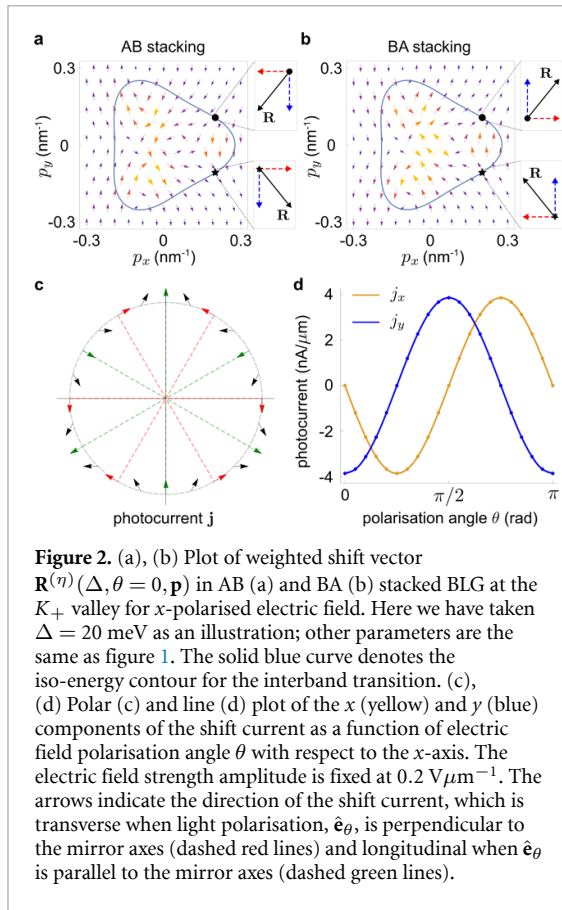 a
AB stacking
b
BA stacking
0.3
0
-0.3
p_y (nm⁻¹)
-0.3
0
0.3
p_x (nm⁻¹)
R
R
0.3
0
-0.3
p_y (nm⁻¹)
-0.3
0
0.3
p_x (nm⁻¹)
R
R
c
photocurrent j
d
j_x
j_y
4
2
0
-2
-4
photocurrent (nA/μm)
0
π/2
π
polarisation angle θ (rad)
Figure 2. (a), (b) Plot of weighted shift vector
R^(η)(Δ, θ = 0, p) in AB (a) and BA (b) stacked BLG at the
K₊ valley for x-polarised electric field. Here we have taken
Δ = 20 meV as an illustration; other parameters are the
same as figure 1. The solid blue curve denotes the
iso-energy contour for the interband transition. (c),
(d) Polar (c) and line (d) plot of the x (yellow) and y (blue)
components of the shift current as a function of electric
field polarisation angle θ with respect to the x-axis. The
electric field strength amplitude is fixed at 0.2 Vμm⁻¹. The
arrows indicate the direction of the shift current, which is
transverse when light polarisation, ê_θ, is perpendicular to
the mirror axes (dashed red lines) and longitudinal when ê_θ
is parallel to the mirror axes (dashed green lines).